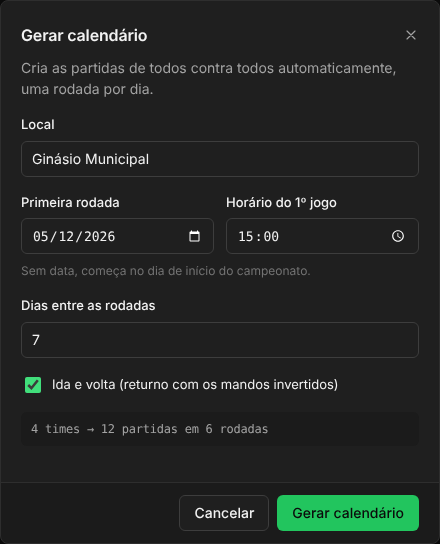 Gerar calendário
Cria as partidas de todos contra todos automaticamente,
uma rodada por dia.
Local
Ginásio Municipal
Primeira rodada
Horário do 1º jogo
05/12/2026
15:00
Sem data, começa no dia de início do campeonato.
Dias entre as rodadas
7
Ida e volta (returno com os mandos invertidos)
4 times → 12 partidas em 6 rodadas
Cancelar
Gerar calendário